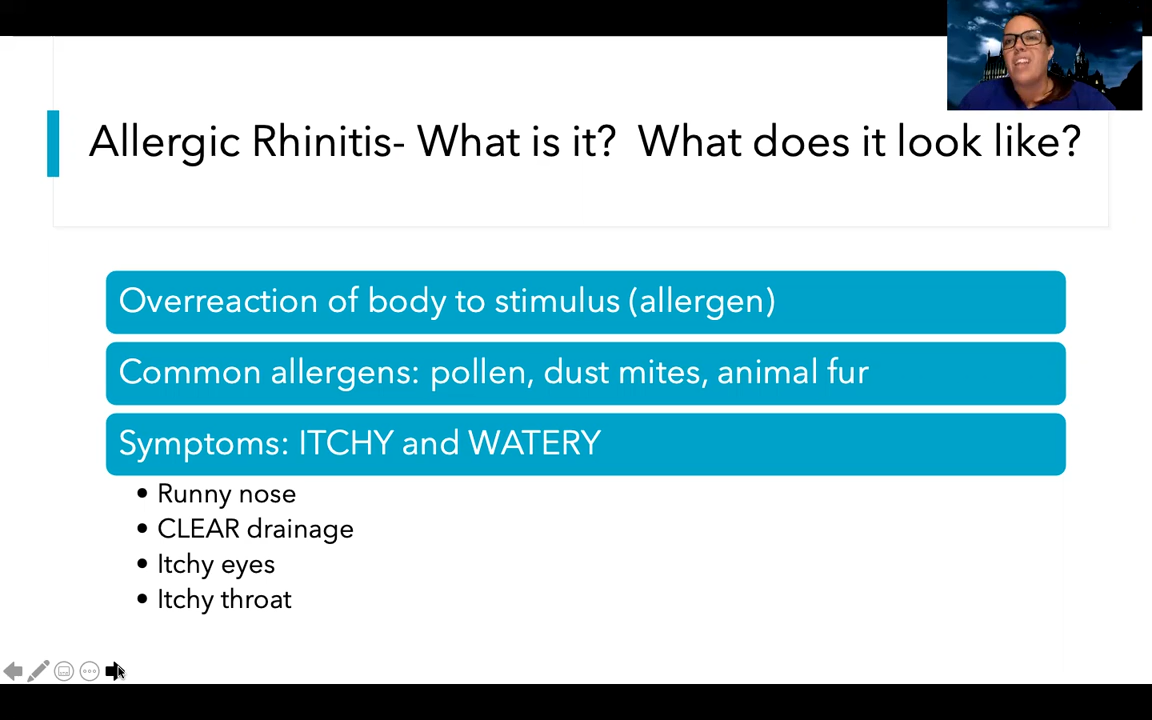 Allergic Rhinitis- What is it?  What does it look like?
Overreaction of body to stimulus (allergen)
Common allergens: pollen, dust mites, animal fur
Symptoms: ITCHY and WATERY
• Runny nose
• CLEAR drainage
• Itchy eyes
• Itchy throat